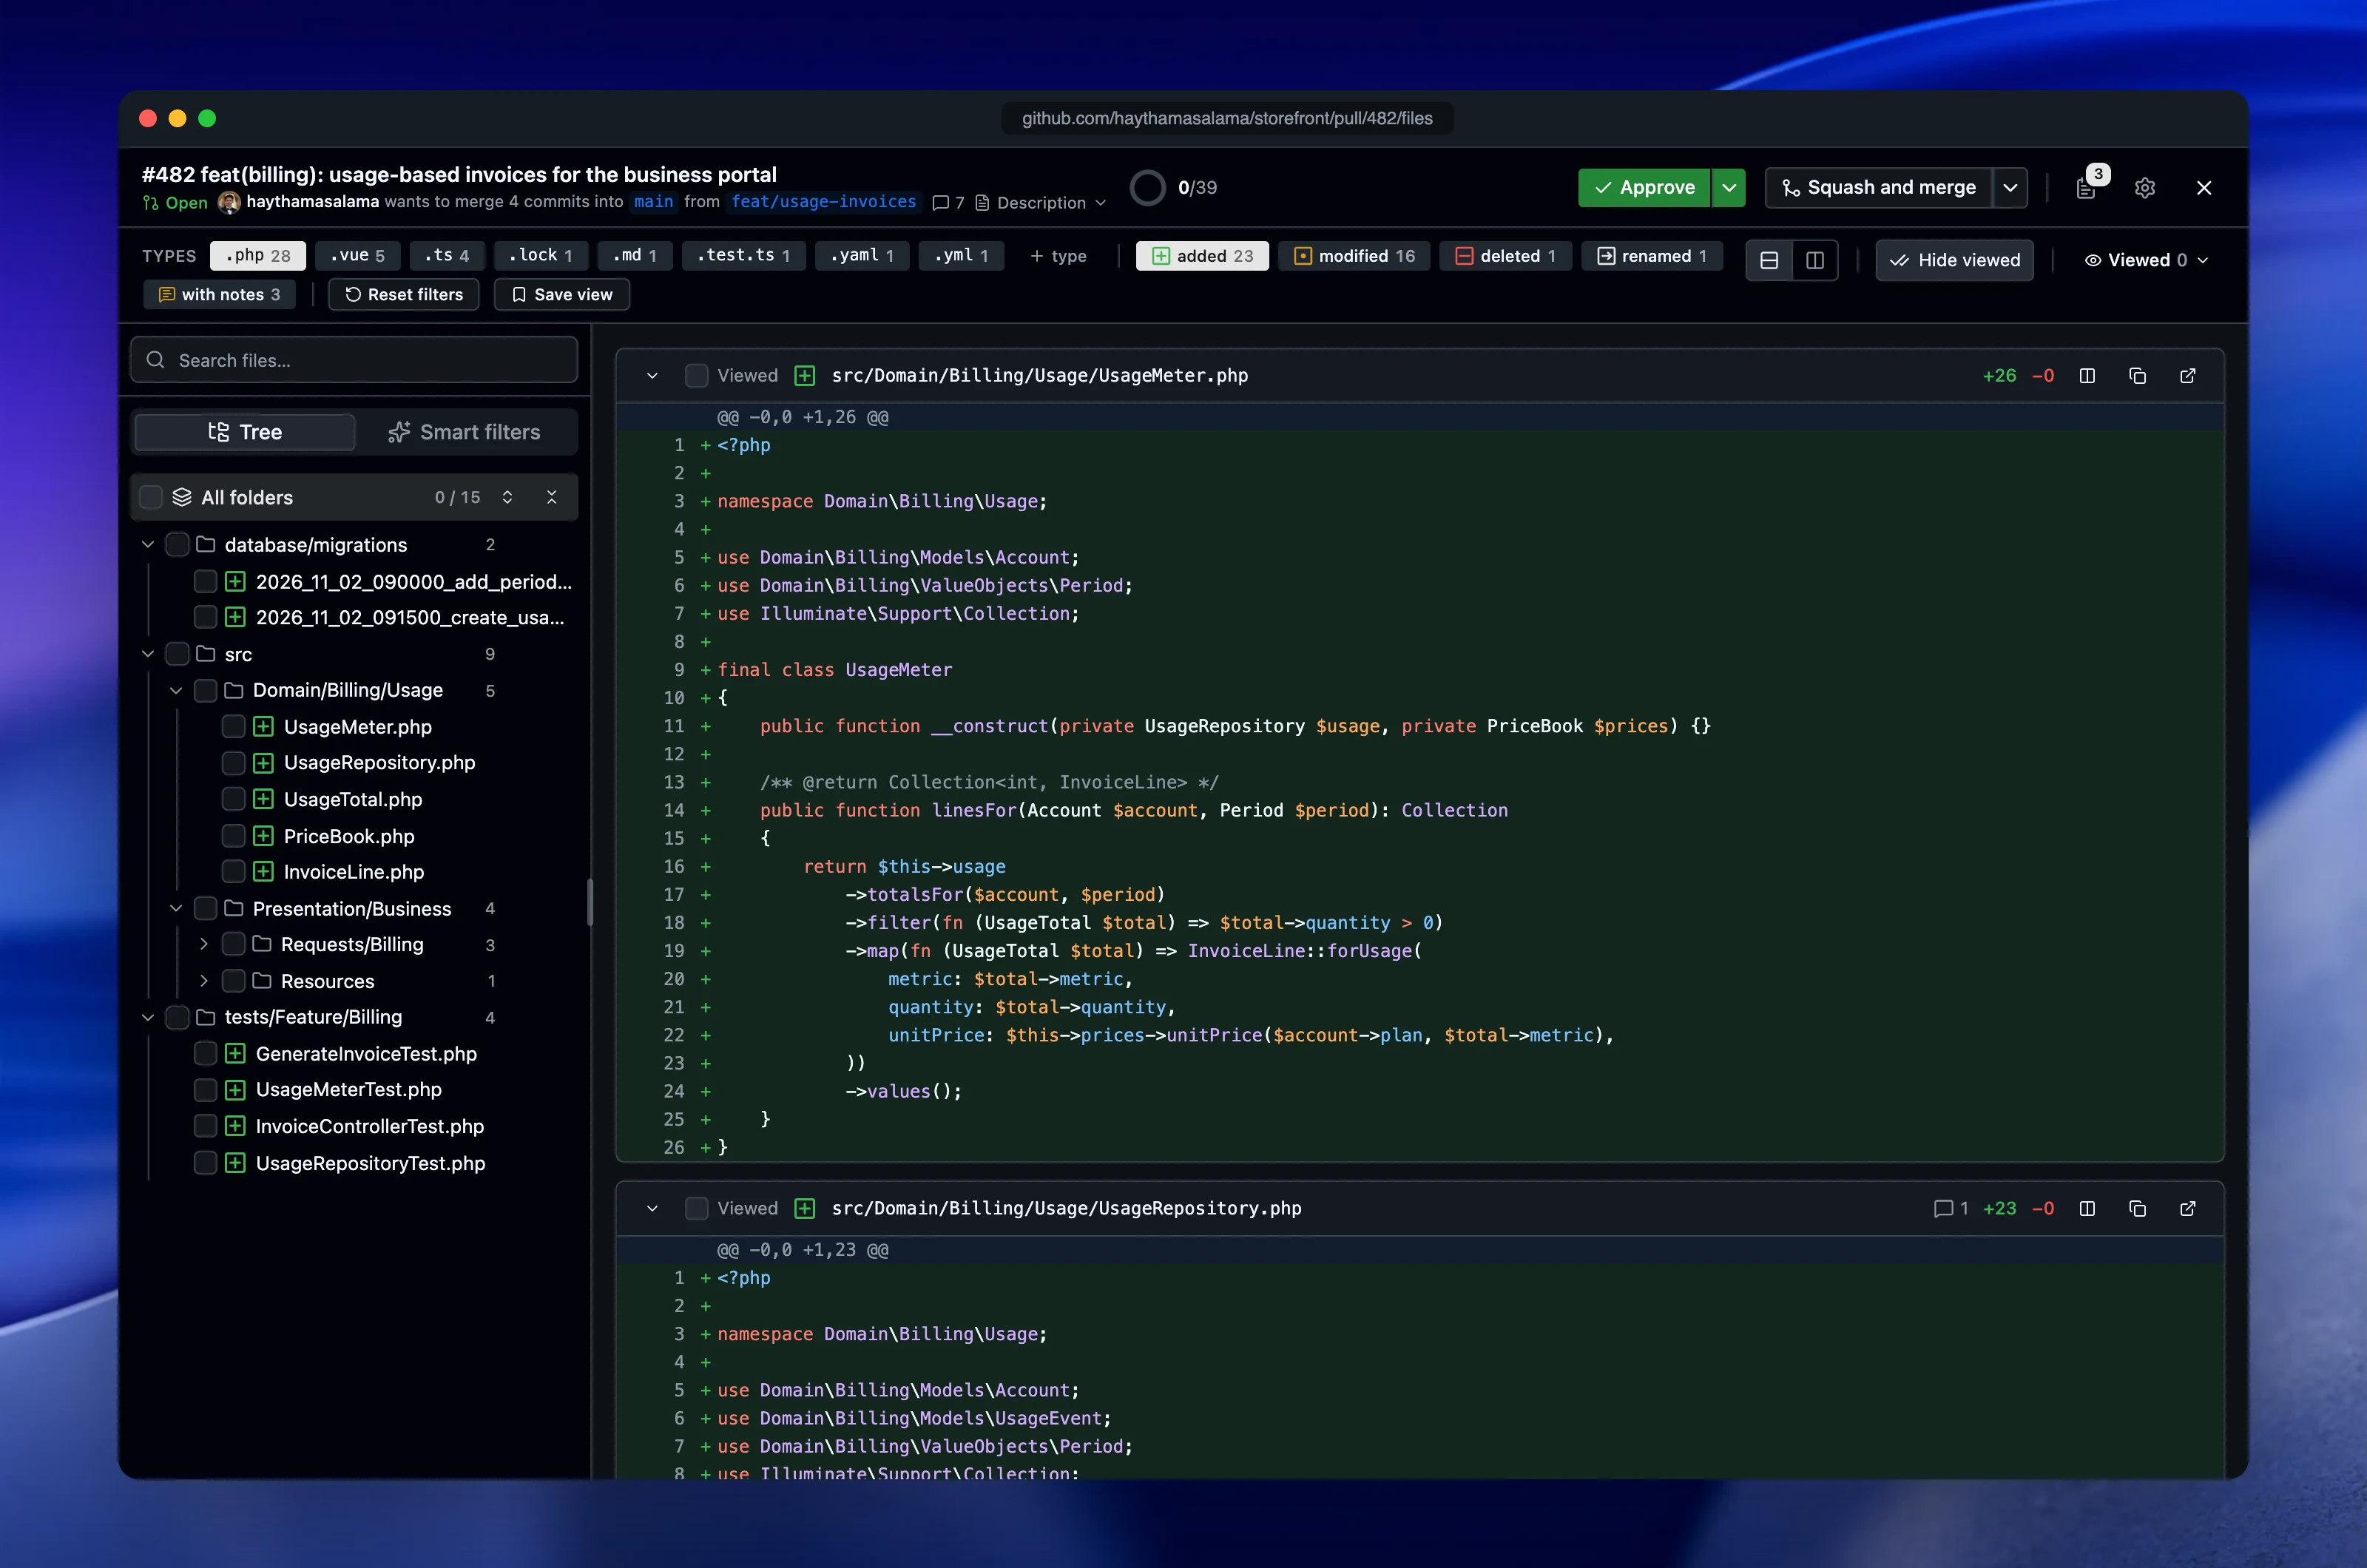 github.com/haythamasalama/storefront/pull/482/files
#482 feat(billing): usage-based invoices for the business portal
Open haythamasalama wants to merge 4 commits into main from feat/usage-invoices 7 Description
0/39
Approve
Squash and merge
3
TYPES .php 28 .vue 5 .ts 4 .lock 1 .md 1 .test.ts 1 .yaml 1 .yml 1 + type added 23 modified 16 deleted 1 renamed 1 Hide viewed Viewed 0
with notes 3 Reset filters Save view
Search files...
Tree Smart filters
All folders 0 / 15
database/migrations 2
2026_11_02_090000_add_period...
2026_11_02_091500_create_usa...
src 9
Domain/Billing/Usage 5
UsageMeter.php
UsageRepository.php
UsageTotal.php
PriceBook.php
InvoiceLine.php
Presentation/Business 4
Requests/Billing 3
Resources 1
tests/Feature/Billing 4
GenerateInvoiceTest.php
UsageMeterTest.php
InvoiceControllerTest.php
UsageRepositoryTest.php
Viewed src/Domain/Billing/Usage/UsageMeter.php +26 −0
@@ −0,0 +1,26 @@
1 + <?php
2 +
3 + namespace Domain\Billing\Usage;
4 +
5 + use Domain\Billing\Models\Account;
6 + use Domain\Billing\ValueObjects\Period;
7 + use Illuminate\Support\Collection;
8 +
9 + final class UsageMeter
10 + {
11 + public function __construct(private UsageRepository $usage, private PriceBook $prices) {}
12 +
13 + /** @return Collection<int, InvoiceLine> */
14 + public function linesFor(Account $account, Period $period): Collection
15 + {
16 + return $this->usage
17 + ->totalsFor($account, $period)
18 + ->filter(fn (UsageTotal $total) => $total->quantity > 0)
19 + ->map(fn (UsageTotal $total) => InvoiceLine::forUsage(
20 + metric: $total->metric,
21 + quantity: $total->quantity,
22 + unitPrice: $this->prices->unitPrice($account->plan, $total->metric),
23 + ))
24 + ->values();
25 + }
26 + }
Viewed src/Domain/Billing/Usage/UsageRepository.php 1 +23 −0
@@ −0,0 +1,23 @@
1 + <?php
2 +
3 + namespace Domain\Billing\Usage;
4 +
5 + use Domain\Billing\Models\Account;
6 + use Domain\Billing\Models\UsageEvent;
7 + use Domain\Billing\ValueObjects\Period;
8 + use Illuminate\Support\Collection;